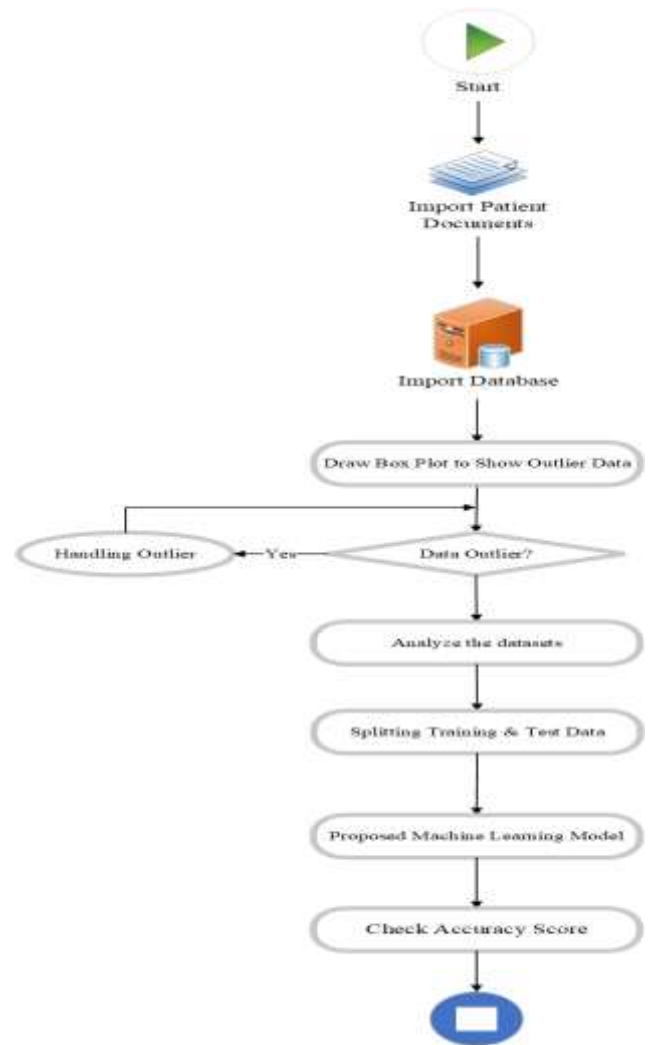 Start
Import Patient
Documents
Import Database
Draw Box Plot to Show Outlier Data
Handling Outlier
Yes
Data Outlier?
Analyze the datasets
Splitting Training & Test Data
Proposed Machine Learning Model
Check Accuracy Score